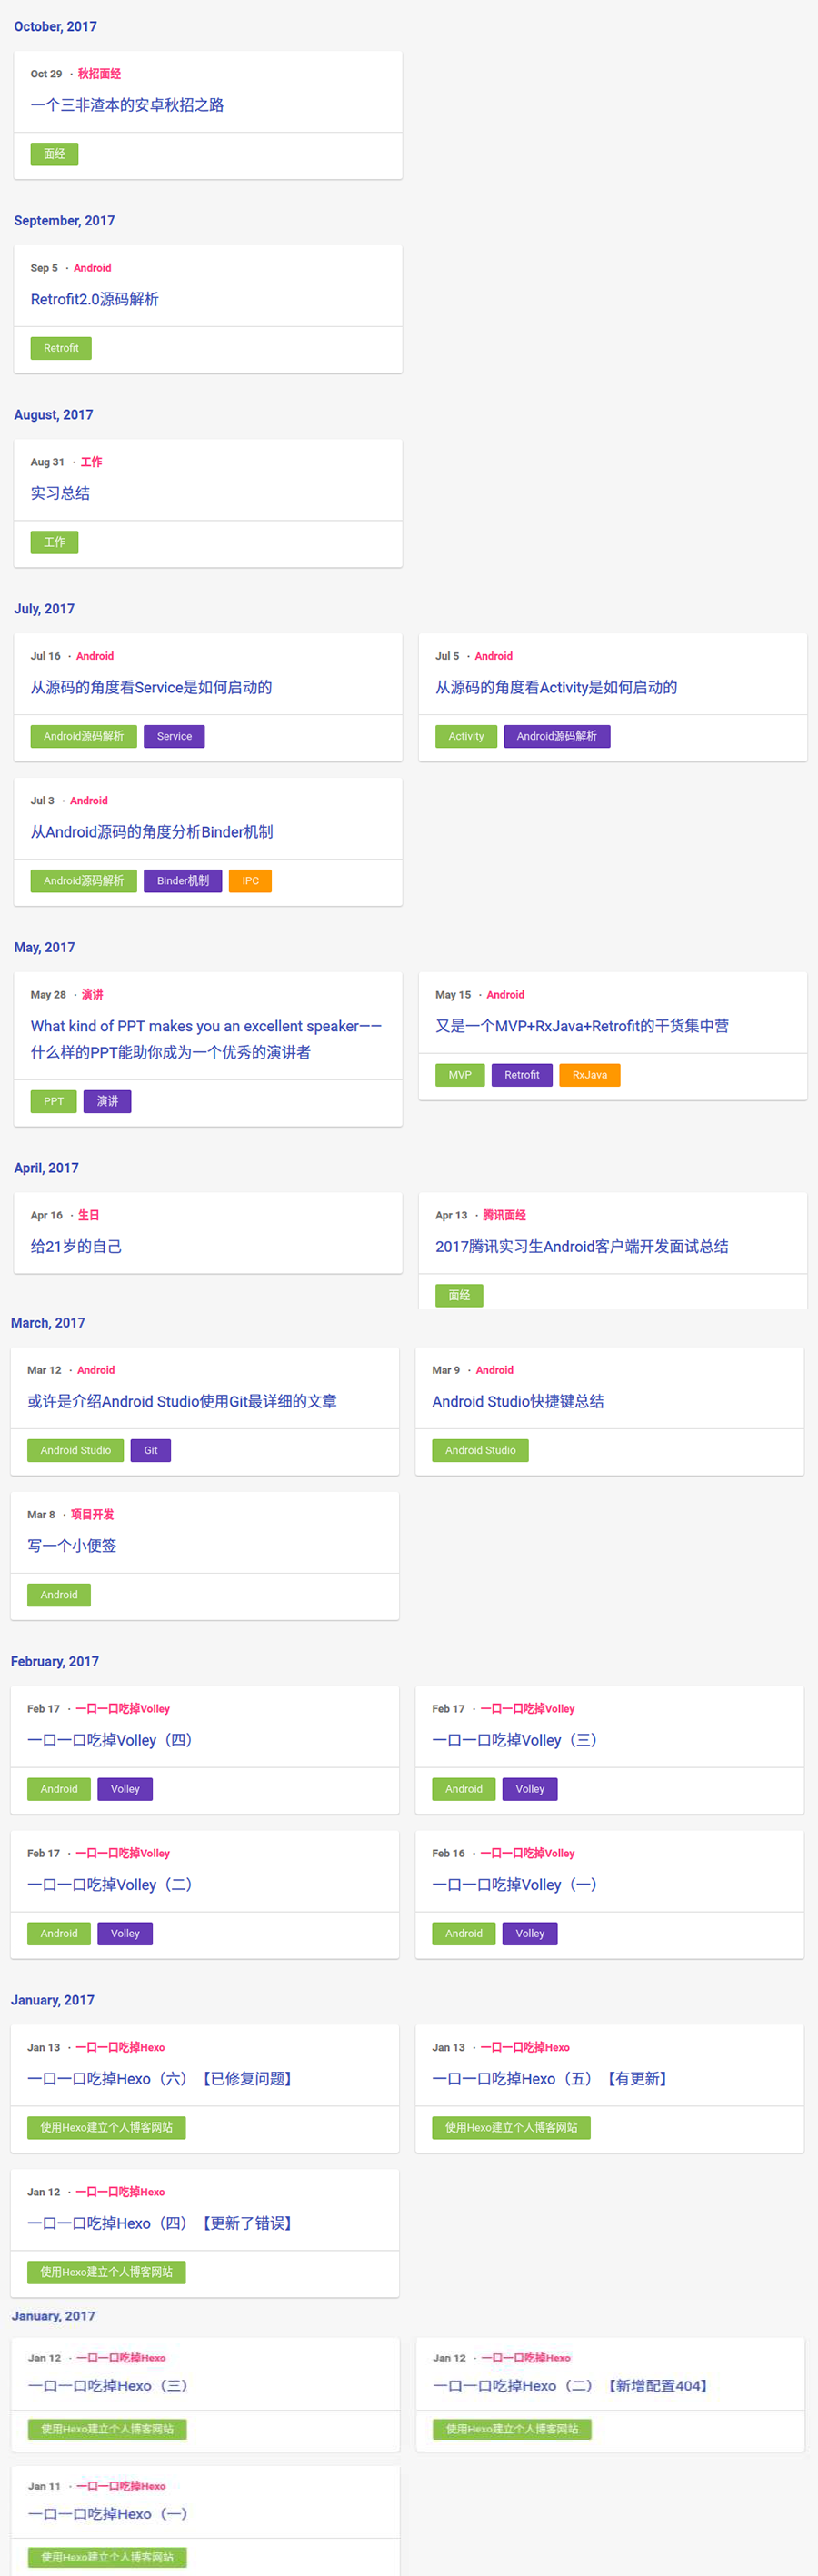 October, 2017
Oct 29 · 秋招面经
一个三非渣本的安卓秋招之路
面经
September, 2017
Sep 5 · Android
Retrofit2.0源码解析
Retrofit
August, 2017
Aug 31 · 工作
实习总结
工作
July, 2017
Jul 16 · Android
从源码的角度看Service是如何启动的
Android源码解析 Service
Jul 5 · Android
从源码的角度看Activity是如何启动的
Activity Android源码解析
Jul 3 · Android
从Android源码的角度分析Binder机制
Android源码解析 Binder机制 IPC
May, 2017
May 28 · 演讲
What kind of PPT makes you an excellent speaker——
什么样的PPT能助你成为一个优秀的演讲者
PPT 演讲
May 15 · Android
又是一个MVP+RxJava+Retrofit的干货集中营
MVP Retrofit RxJava
April, 2017
Apr 16 · 生日
给21岁的自己
Apr 13 · 腾讯面经
2017腾讯实习生Android客户端开发面试总结
面经
March, 2017
Mar 12 · Android
或许是介绍Android Studio使用Git最详细的文章
Android Studio Git
Mar 9 · Android
Android Studio快捷键总结
Android Studio
Mar 8 · 项目开发
写一个小便签
Android
February, 2017
Feb 17 · 一口一口吃掉Volley
一口一口吃掉Volley（四）
Android Volley
Feb 17 · 一口一口吃掉Volley
一口一口吃掉Volley（三）
Android Volley
Feb 17 · 一口一口吃掉Volley
一口一口吃掉Volley（二）
Android Volley
Feb 16 · 一口一口吃掉Volley
一口一口吃掉Volley（一）
Android Volley
January, 2017
Jan 13 · 一口一口吃掉Hexo
一口一口吃掉Hexo（六）【已修复问题】
使用Hexo建立个人博客网站
Jan 13 · 一口一口吃掉Hexo
一口一口吃掉Hexo（五）【有更新】
使用Hexo建立个人博客网站
Jan 12 · 一口一口吃掉Hexo
一口一口吃掉Hexo（四）【更新了错误】
使用Hexo建立个人博客网站
January, 2017
Jan 12 · 一口一口吃掉Hexo
一口一口吃掉Hexo（三）
使用Hexo建立个人博客网站
Jan 12 · 一口一口吃掉Hexo
一口一口吃掉Hexo（二）【新增配置404】
使用Hexo建立个人博客网站
Jan 11 · 一口一口吃掉Hexo
一口一口吃掉Hexo（一）
使用Hexo建立个人博客网站